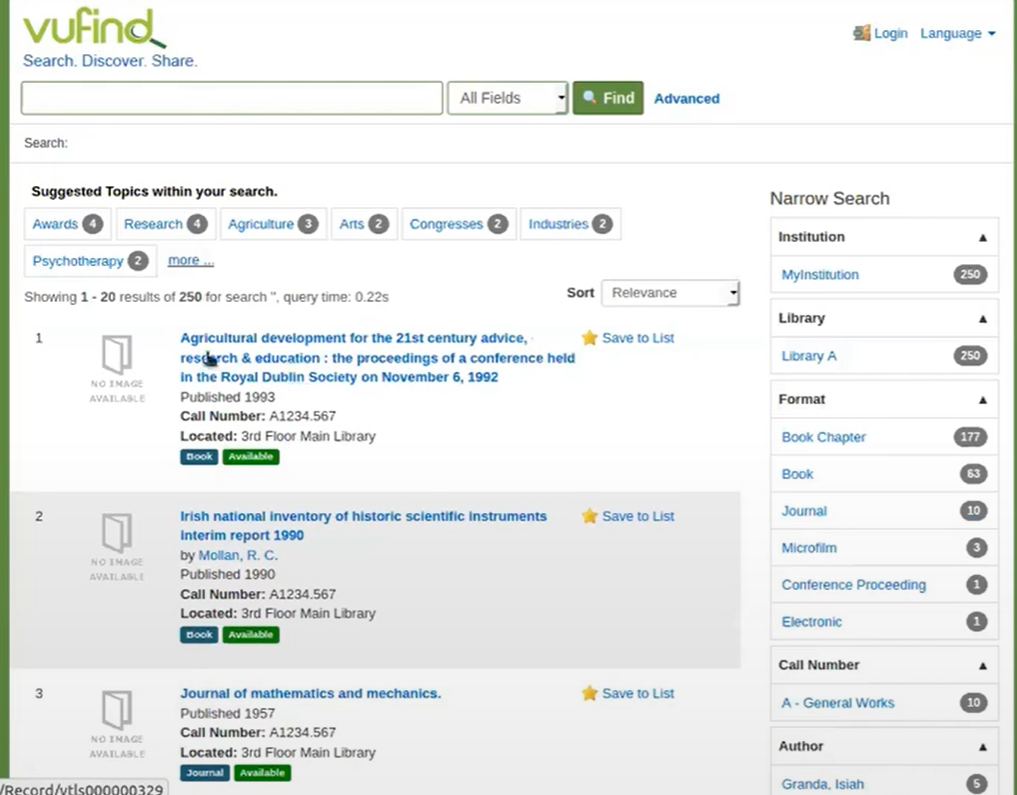 vufind
Search. Discover. Share.
Login Language
All Fields Find Advanced
Search:
Suggested Topics within your search.
Awards 4 Research 4 Agriculture 3 Arts 2 Congresses 2 Industries 2
Psychotherapy 2 more ...
Showing 1 - 20 results of 250 for search '', query time: 0.22s
Sort Relevance
1
NO IMAGE
AVAILABLE
Agricultural development for the 21st century advice,
research & education : the proceedings of a conference held
in the Royal Dublin Society on November 6, 1992
Published 1993
Call Number: A1234.567
Located: 3rd Floor Main Library
Book Available
Save to List
2
NO IMAGE
AVAILABLE
Irish national inventory of historic scientific instruments
interim report 1990
by Mollan, R. C.
Published 1990
Call Number: A1234.567
Located: 3rd Floor Main Library
Book Available
Save to List
3
NO IMAGE
AVAILABLE
Journal of mathematics and mechanics.
Published 1957
Call Number: A1234.567
Located: 3rd Floor Main Library
Journal Available
Save to List
Narrow Search
Institution
MyInstitution 250
Library
Library A 250
Format
Book Chapter 177
Book 63
Journal 10
Microfilm 3
Conference Proceeding 1
Electronic 1
Call Number
A - General Works 10
Author
Granda, Isiah 5
/Record/vtls000000329